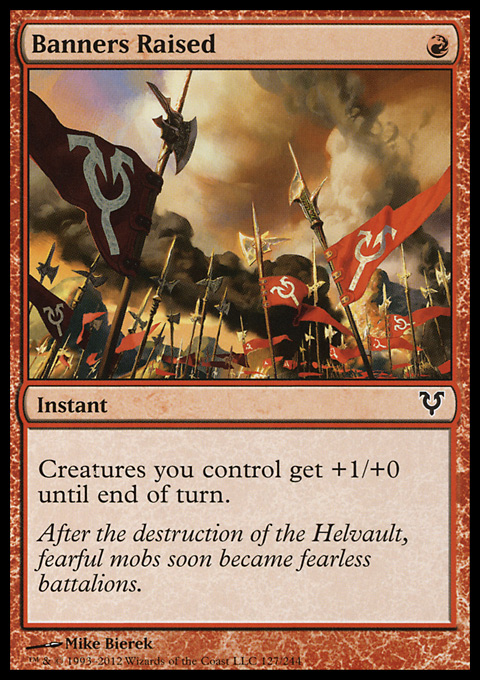 Banners Raised
Instant
Creatures you control get +1/+0
until end of turn.
After the destruction of the Helvault,
fearful mobs soon became fearless
battalions.
Mike Bierek
™ & © 1993–2012 Wizards of the Coast LLC 127/244